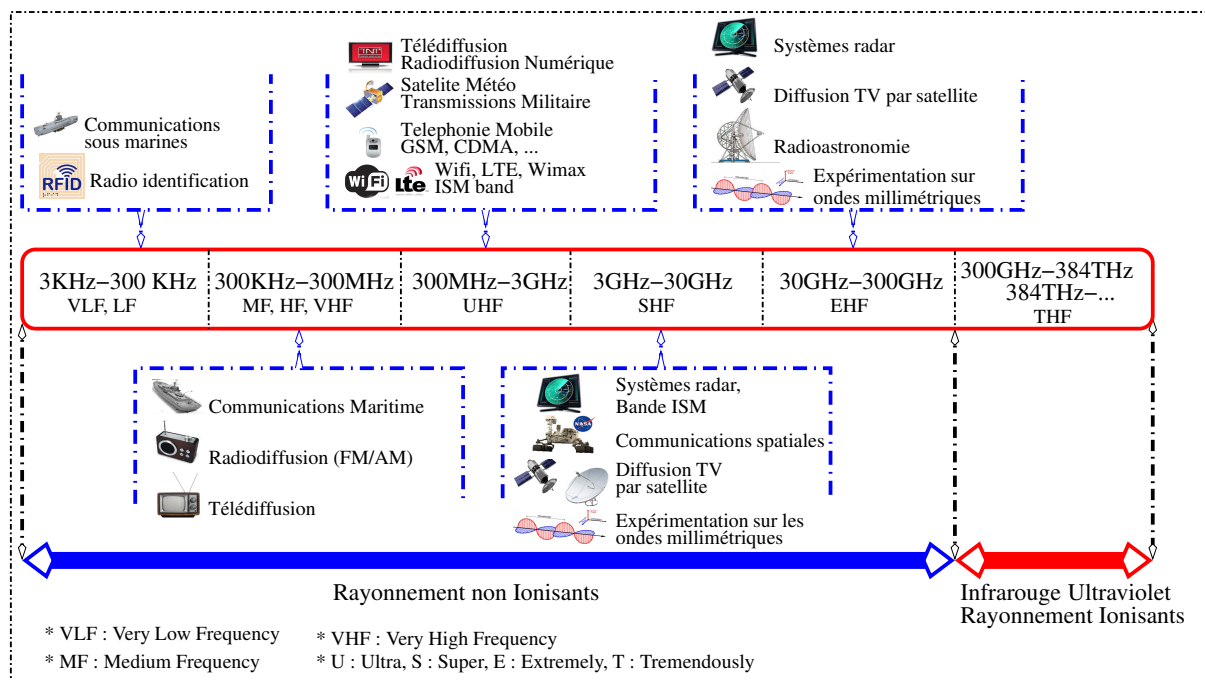 Communications
sous marines
RFID
Radio identification
TNT
Télédiffusion
Radiodiffusion Numérique
Satelite Météo
Transmissions Militaire
Telephonie Mobile
GSM, CDMA, ...
WiFi
Lte
Wifi, LTE, Wimax
ISM band
Systèmes radar
Diffusion TV par satellite
Radioastronomie
Expérimentation sur
ondes millimétriques
3KHz–300 KHz
VLF, LF
300KHz–300MHz
MF, HF, VHF
300MHz–3GHz
UHF
3GHz–30GHz
SHF
30GHz–300GHz
EHF
300GHz–384THz
384THz–...
THF
Communications Maritime
Radiodiffusion (FM/AM)
Télédiffusion
Systèmes radar,
Bande ISM
NASA
Communications spatiales
Diffusion TV
par satellite
Expérimentation sur les
ondes millimétriques
Rayonnement non Ionisants
Infrarouge Ultraviolet
Rayonnement Ionisants
* VLF : Very Low Frequency
* MF : Medium Frequency
* VHF : Very High Frequency
* U : Ultra, S : Super, E : Extremely, T : Tremendously